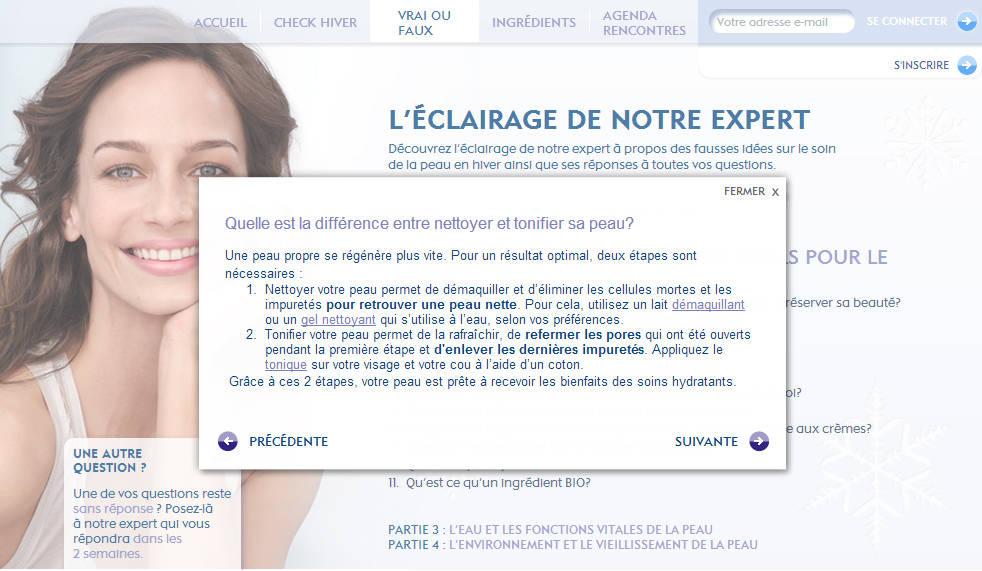 ACCUEIL
CHECK HIVER
VRAI OU
FAUX
INGRÉDIENTS
AGENDA
RENCONTRES
Votre adresse e-mail
SE CONNECTER
S'INSCRIRE
L'ÉCLAIRAGE DE NOTRE EXPERT
Découvrez l'éclairage de notre expert à propos des fausses idées sur le soin
de la peau en hiver ainsi que ses réponses à toutes vos questions.
FERMER X
Quelle est la différence entre nettoyer et tonifier sa peau?
Une peau propre se régénère plus vite. Pour un résultat optimal, deux étapes sont
nécessaires :
1. Nettoyer votre peau permet de démaquiller et d'éliminer les cellules mortes et les
impuretés pour retrouver une peau nette. Pour cela, utilisez un lait démaquillant
ou un gel nettoyant qui s'utilise à l'eau, selon vos préférences.
2. Tonifier votre peau permet de la rafraîchir, de refermer les pores qui ont été ouverts
pendant la première étape et d'enlever les dernières impuretés. Appliquez le
tonique sur votre visage et votre cou à l'aide d'un coton.
Grâce à ces 2 étapes, votre peau est prête à recevoir les bienfaits des soins hydratants.
PRÉCÉDENTE
SUIVANTE
S POUR LE
réserver sa beauté?
oi?
e aux crèmes?
11. Qu'est ce qu'un ingrédient BIO?
PARTIE 3 : L'EAU ET LES FONCTIONS VITALES DE LA PEAU
PARTIE 4 : L'ENVIRONNEMENT ET LE VIEILLISSEMENT DE LA PEAU
UNE AUTRE
QUESTION ?
Une de vos questions reste
sans réponse ? Posez-là
à notre expert qui vous
répondra dans les
2 semaines.